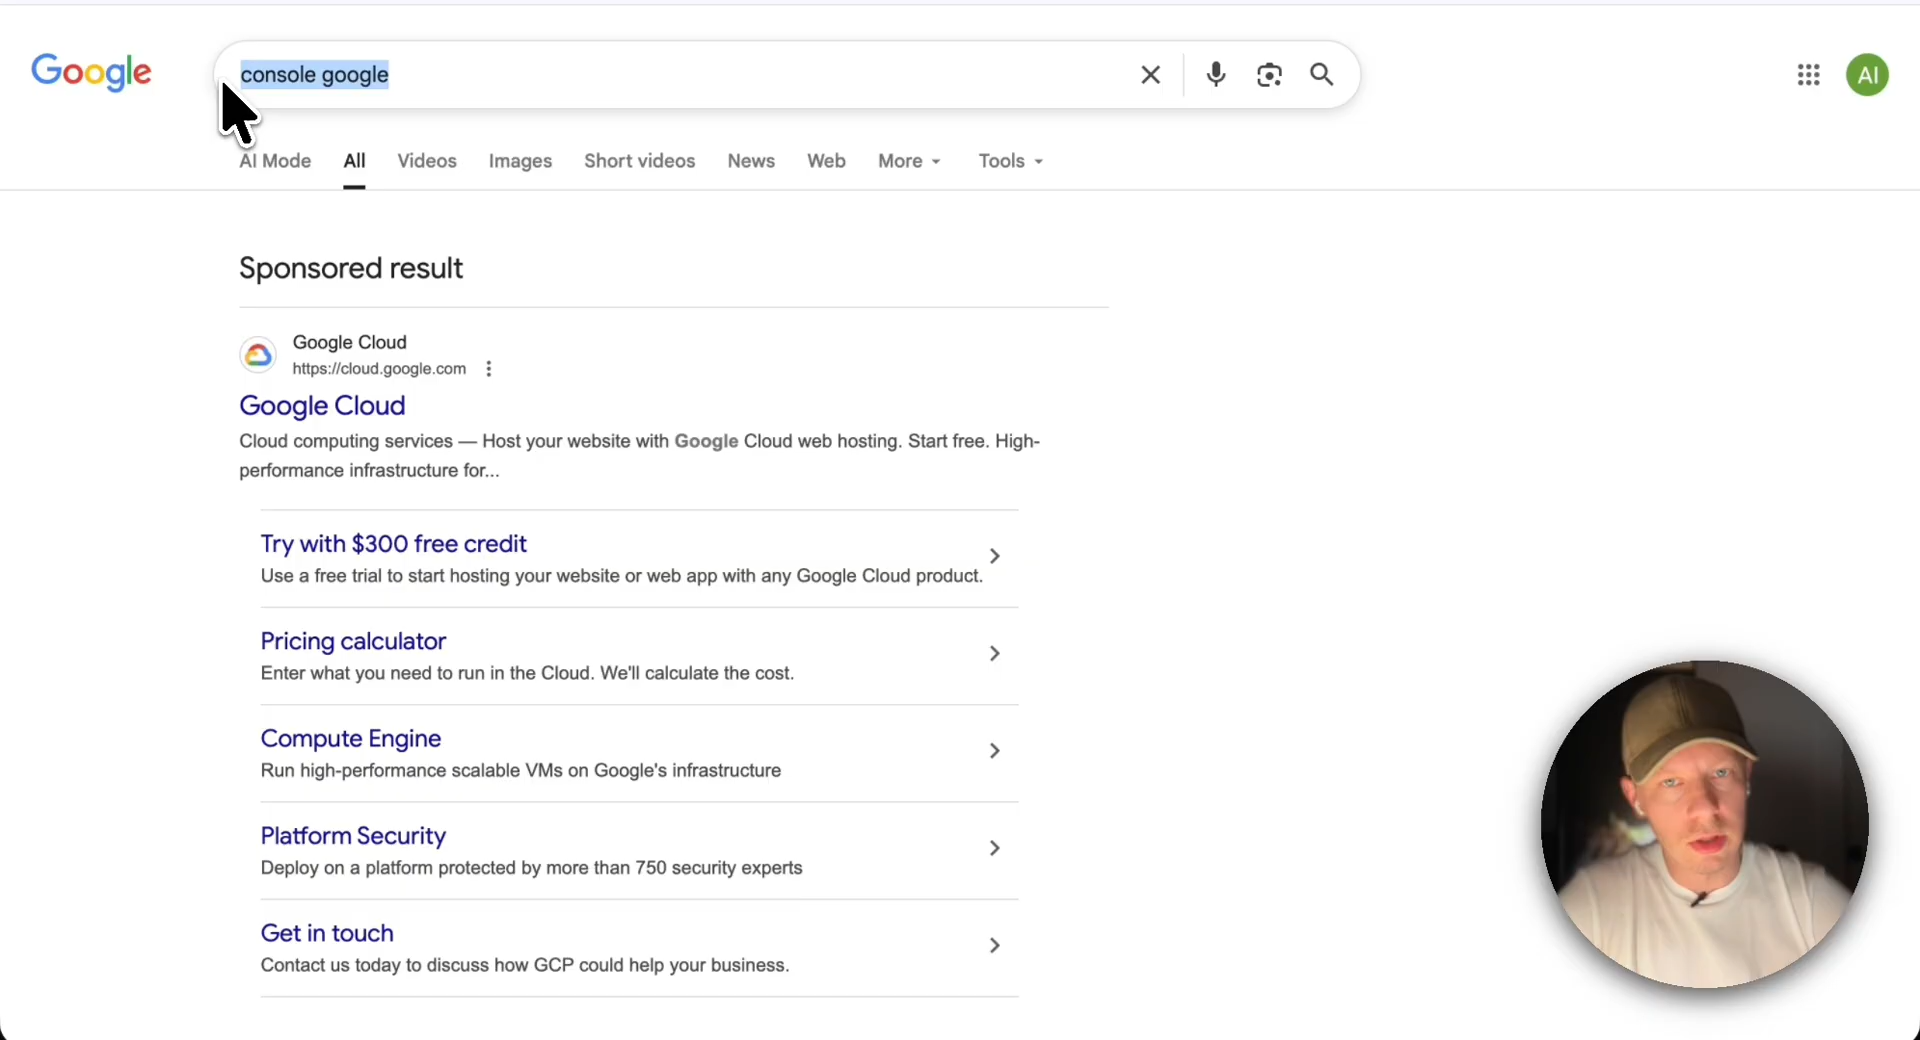 Google
console google
AI
AI Mode
All
Videos
Images
Short videos
News
Web
More
Tools
Sponsored result
Google Cloud
https://cloud.google.com
Google Cloud
Cloud computing services — Host your website with Google Cloud web hosting. Start free. High-
performance infrastructure for...
Try with $300 free credit
Use a free trial to start hosting your website or web app with any Google Cloud product.
Pricing calculator
Enter what you need to run in the Cloud. We'll calculate the cost.
Compute Engine
Run high-performance scalable VMs on Google's infrastructure
Platform Security
Deploy on a platform protected by more than 750 security experts
Get in touch
Contact us today to discuss how GCP could help your business.